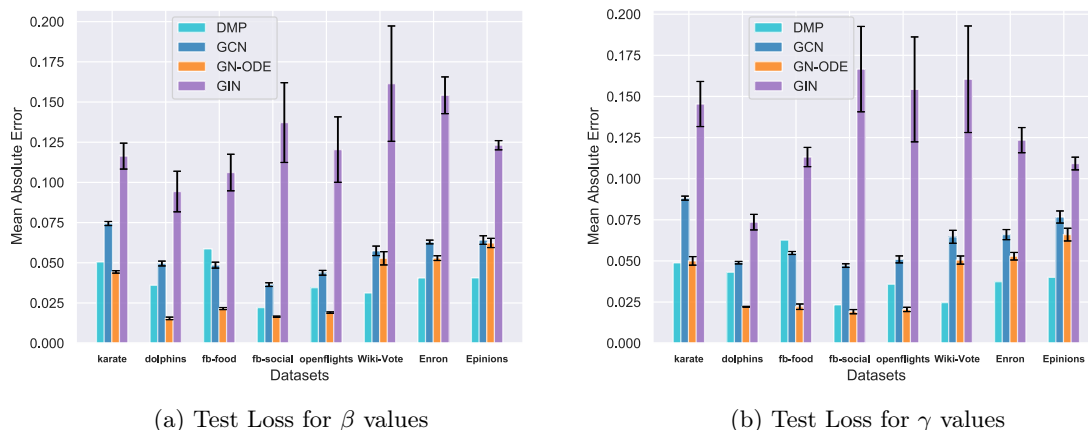 0.200
0.175
0.150
0.125
0.100
0.075
0.050
0.025
0.000
Mean Absolute Error
DMP
GCN
GN-ODE
GIN
karate dolphins fb-food fb-social openflights Wiki-Vote Enron Epinions
Datasets
(a) Test Loss for β values
0.200
0.175
0.150
0.125
0.100
0.075
0.050
0.025
0.000
Mean Absolute Error
DMP
GCN
GN-ODE
GIN
karate dolphins fb-food fb-social openflights Wiki-Vote Enron Epinions
Datasets
(b) Test Loss for γ values